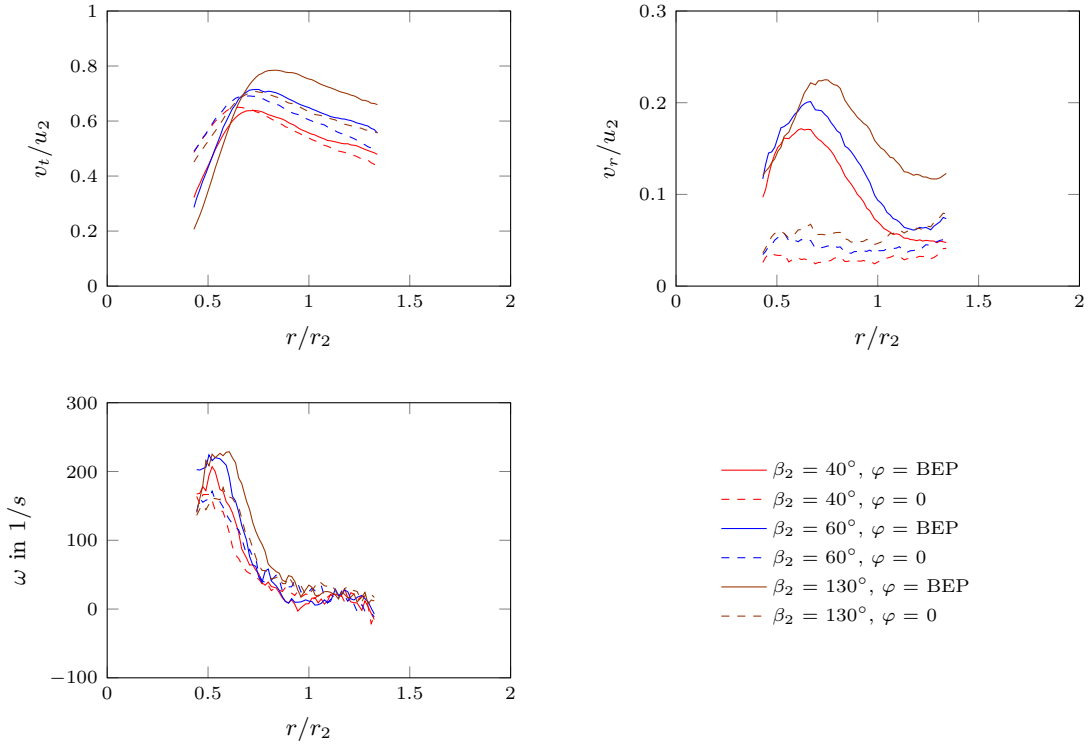 1
0.8
0.6
0.4
0.2
0
0 0.5 1 1.5 2
v_t/u_2
r/r_2
0.3
0.2
0.1
0
0 0.5 1 1.5 2
v_r/u_2
r/r_2
300
200
100
0
−100
0 0.5 1 1.5 2
ω in 1/s
r/r_2
β_2 = 40°, φ = BEP
β_2 = 40°, φ = 0
β_2 = 60°, φ = BEP
β_2 = 60°, φ = 0
β_2 = 130°, φ = BEP
β_2 = 130°, φ = 0